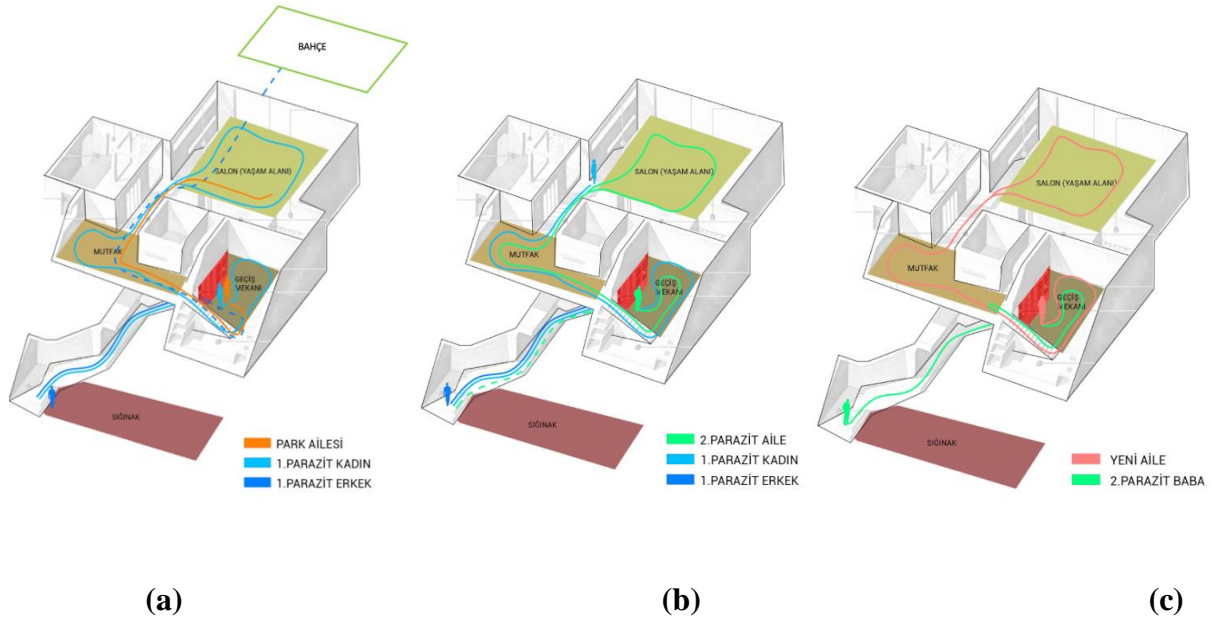 BAHÇE
SALON (YAŞAM ALANI)
MUTFAK
GEÇİŞ
MEKANI
SIĞINAK
PARK AİLESİ
1.PARAZİT KADIN
1.PARAZİT ERKEK
(a)
SALON (YAŞAM ALANI)
MUTFAK
GEÇİŞ
MEKANI
SIĞINAK
2.PARAZİT AİLE
1.PARAZİT KADIN
1.PARAZİT ERKEK
(b)
SALON (YAŞAM ALANI)
MUTFAK
GEÇİŞ
MEKANI
SIĞINAK
YENİ AİLE
2.PARAZİT BABA
(c)